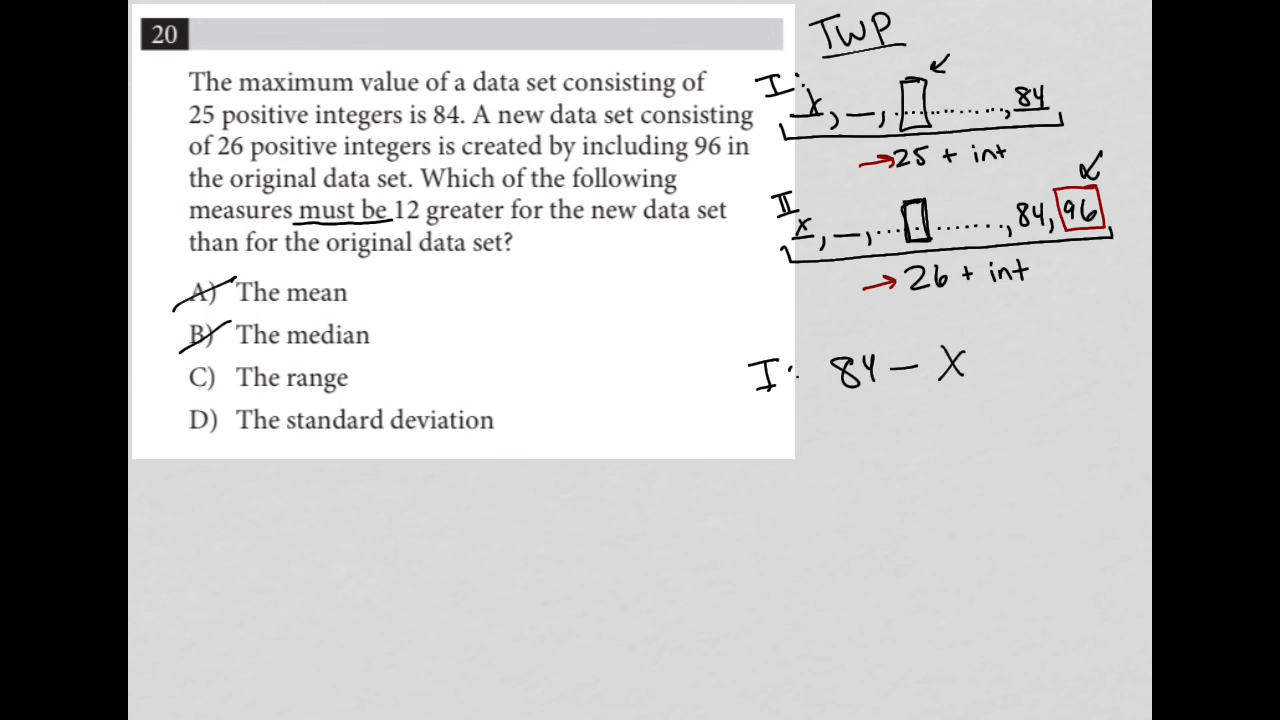 20
The maximum value of a data set consisting of
25 positive integers is 84. A new data set consisting
of 26 positive integers is created by including 96 in
the original data set. Which of the following
measures must be 12 greater for the new data set
than for the original data set?
A) The mean
B) The median
C) The range
D) The standard deviation
TWP
I: x, —, ..........., 84
→ 25 + int
II x, —, ..........., 84, 96
→ 26 + int
I: 84 — X